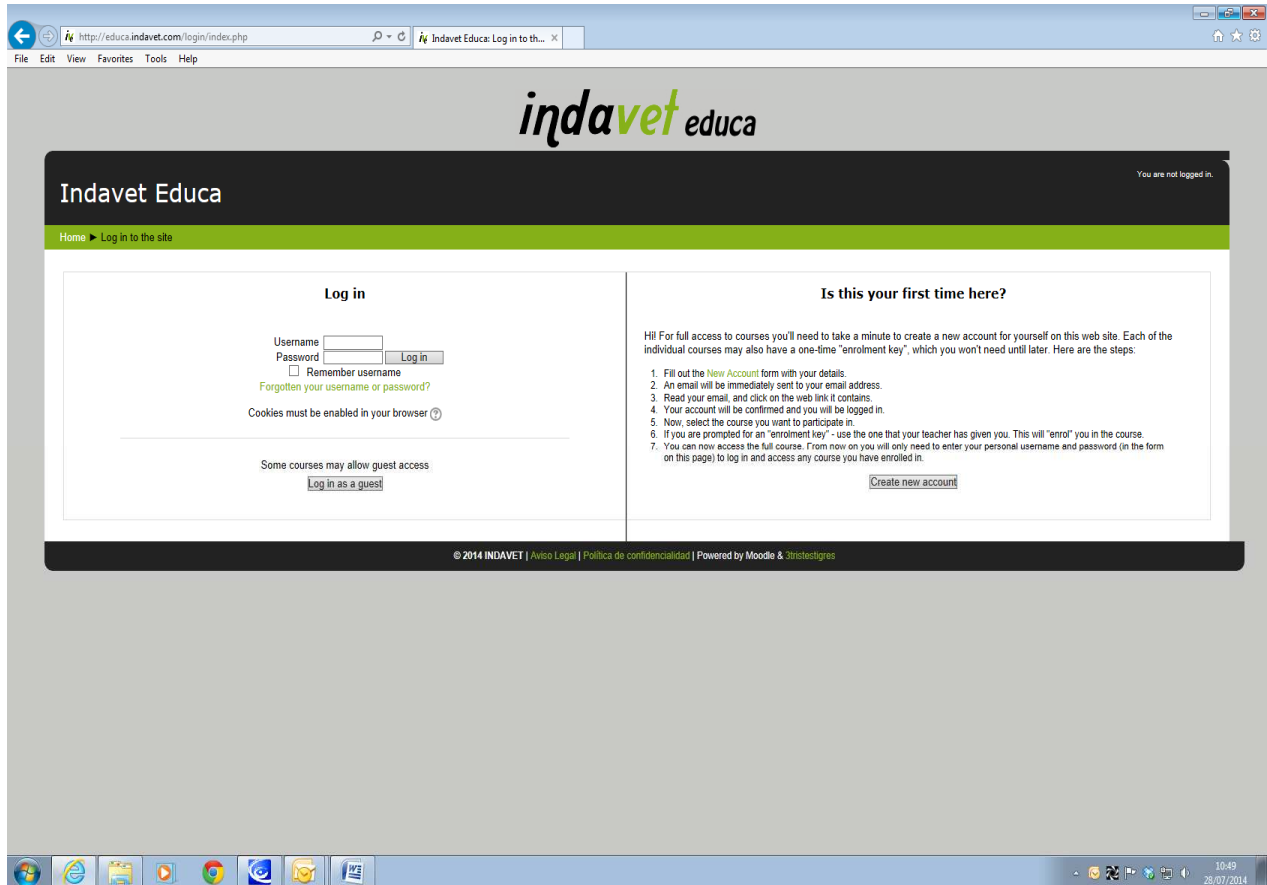 http://educa.indavet.com/login/index.php
Indavet Educa: Log in to th...
File Edit View Favorites Tools Help
indavet educa
You are not logged in.
Indavet Educa
Home ► Log in to the site
Log in
Username
Password Log in
Remember username
Forgotten your username or password?
Cookies must be enabled in your browser ?
Some courses may allow guest access
Log in as a guest
Is this your first time here?
Hi! For full access to courses you'll need to take a minute to create a new account for yourself on this web site. Each of the
individual courses may also have a one-time "enrolment key", which you won't need until later. Here are the steps:
1. Fill out the New Account form with your details.
2. An email will be immediately sent to your email address.
3. Read your email, and click on the web link it contains.
4. Your account will be confirmed and you will be logged in.
5. Now, select the course you want to participate in.
6. If you are prompted for an "enrolment key" - use the one that your teacher has given you. This will "enrol" you in the course.
7. You can now access the full course. From now on you will only need to enter your personal username and password (in the form
on this page) to log in and access any course you have enrolled in.
Create new account
© 2014 INDAVET | Aviso Legal | Política de confidencialidad | Powered by Moodle & 3tristestigres
10:49
28/07/2014